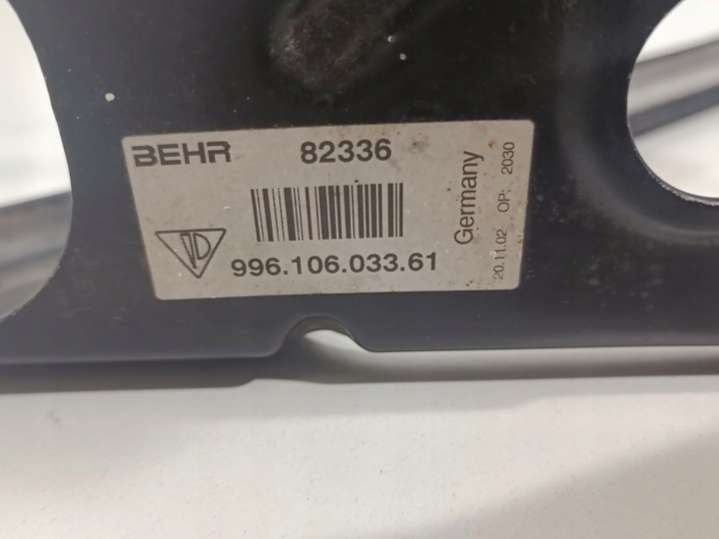 BEHR 82336
996.106.033.61
Germany
20.11.02 OP: 2030